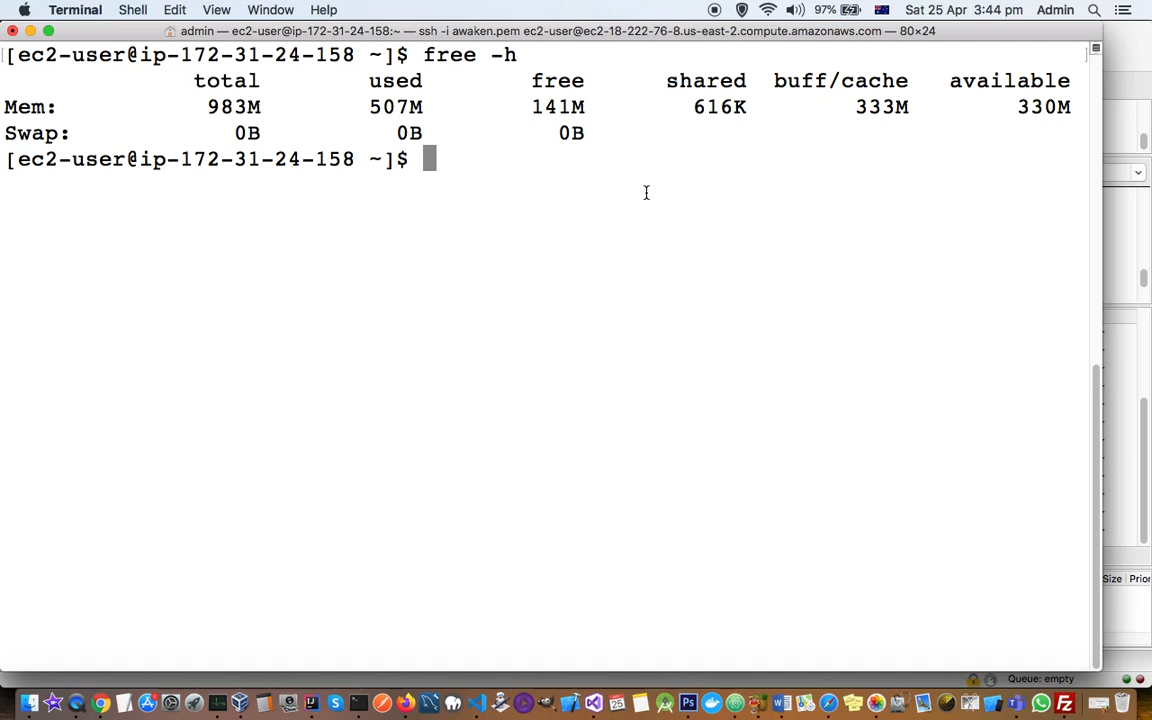 Terminal Shell Edit View Window Help 97% Sat 25 Apr 3:44 pm Admin
admin — ec2-user@ip-172-31-24-158:~ — ssh -i awaken.pem ec2-user@ec2-18-222-76-8.us-east-2.compute.amazonaws.com — 80×24
[ec2-user@ip-172-31-24-158 ~]$ free -h
total used free shared buff/cache available
Mem: 983M 507M 141M 616K 333M 330M
Swap: 0B 0B 0B
[ec2-user@ip-172-31-24-158 ~]$
Size Prior
Queue: empty